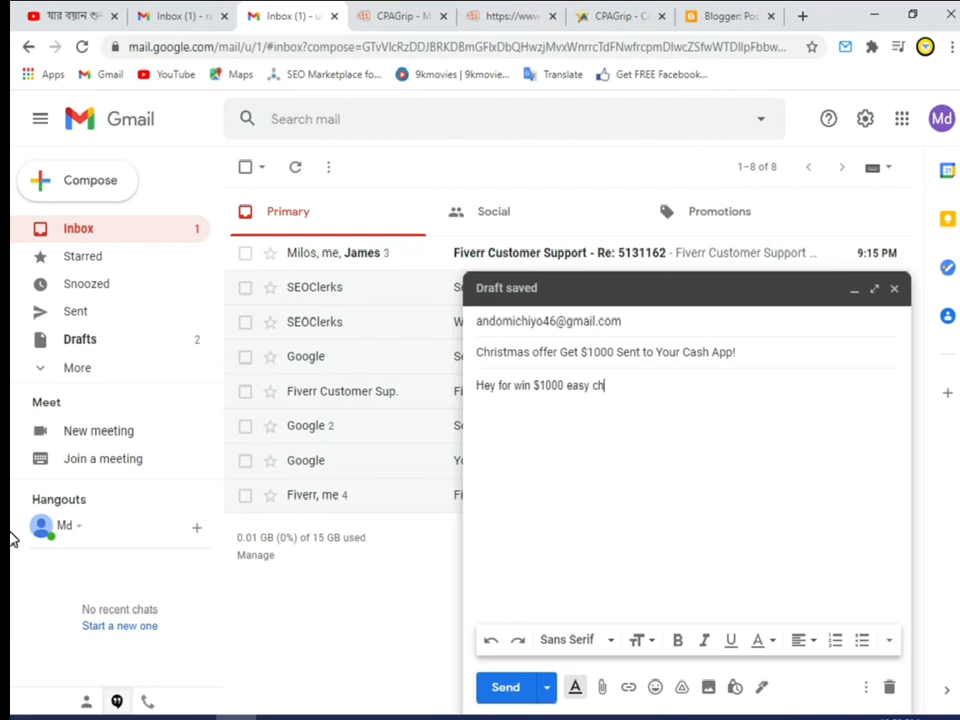 যার বয়ান শুন
Inbox (1) - ra
Inbox (1) - u
CPAGrip - M
https://www
CPAGrip - C
Blogger: Pos
mail.google.com/mail/u/1/#inbox?compose=
Apps
Gmail
YouTube
Maps
SEO Marketplace fo...
9kmovies | 9kmovie...
Translate
Get FREE Facebook...
Gmail
Search mail
Md
Compose
1–8 of 8
Inbox 1
Primary
Social
Promotions
Starred
Snoozed
Sent
Drafts 2
More
Milos, me, James 3
Fiverr Customer Support - Re: 5131162 - Fiverr Customer Support ...
9:15 PM
SEOClerks
SEOClerks
Google
Fiverr Customer Sup.
Google 2
Google
Fiverr, me 4
0.01 GB (0%) of 15 GB used
Manage
Meet
New meeting
Join a meeting
Hangouts
Md
No recent chats
Start a new one
Draft saved
andomichiyo46@gmail.com
Christmas offer Get $1000 Sent to Your Cash App!
Hey for win $1000 easy ch
Sans Serif
Send